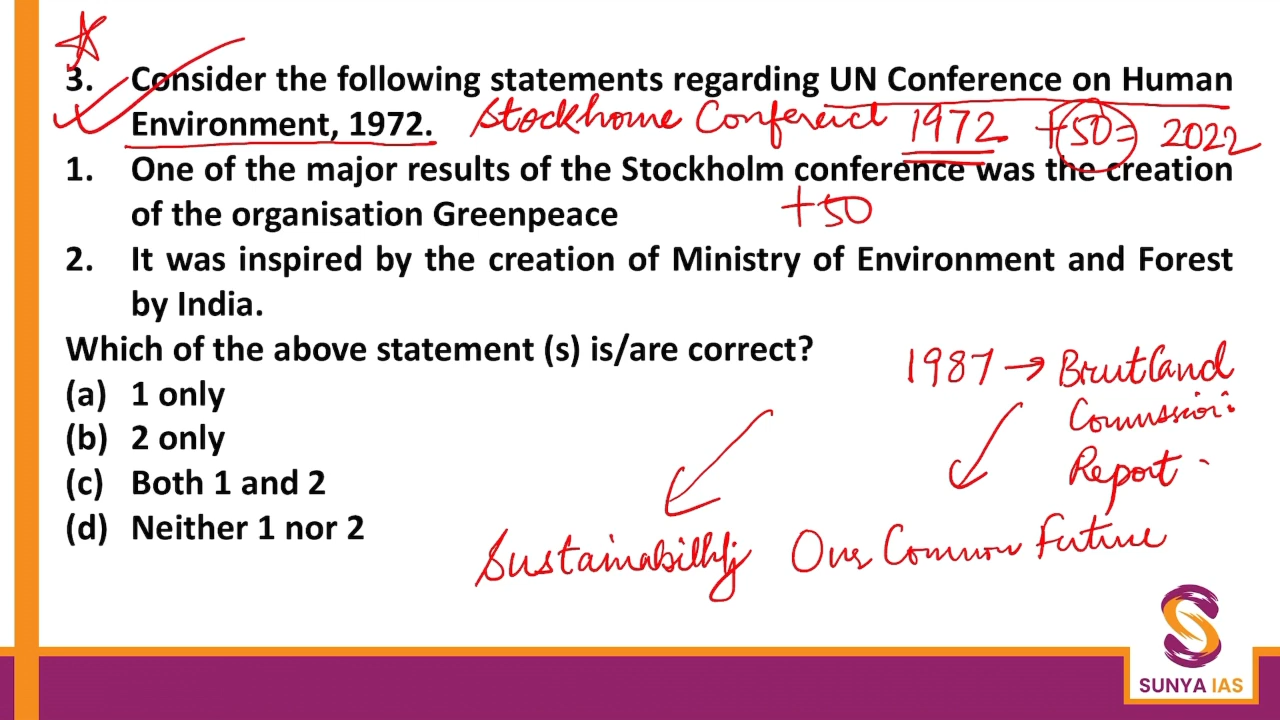 3. Consider the following statements regarding UN Conference on Human
Environment, 1972. Stockhome Conferenct 1972 +50= 2022
1. One of the major results of the Stockholm conference was the creation
of the organisation Greenpeace +50
2. It was inspired by the creation of Ministry of Environment and Forest
by India.
Which of the above statement (s) is/are correct?
1987 → Brutland
(a) 1 only
Commission
(b) 2 only
Report
(c) Both 1 and 2
(d) Neither 1 nor 2
Sustainability Our Common Future
S
SUNYA IAS